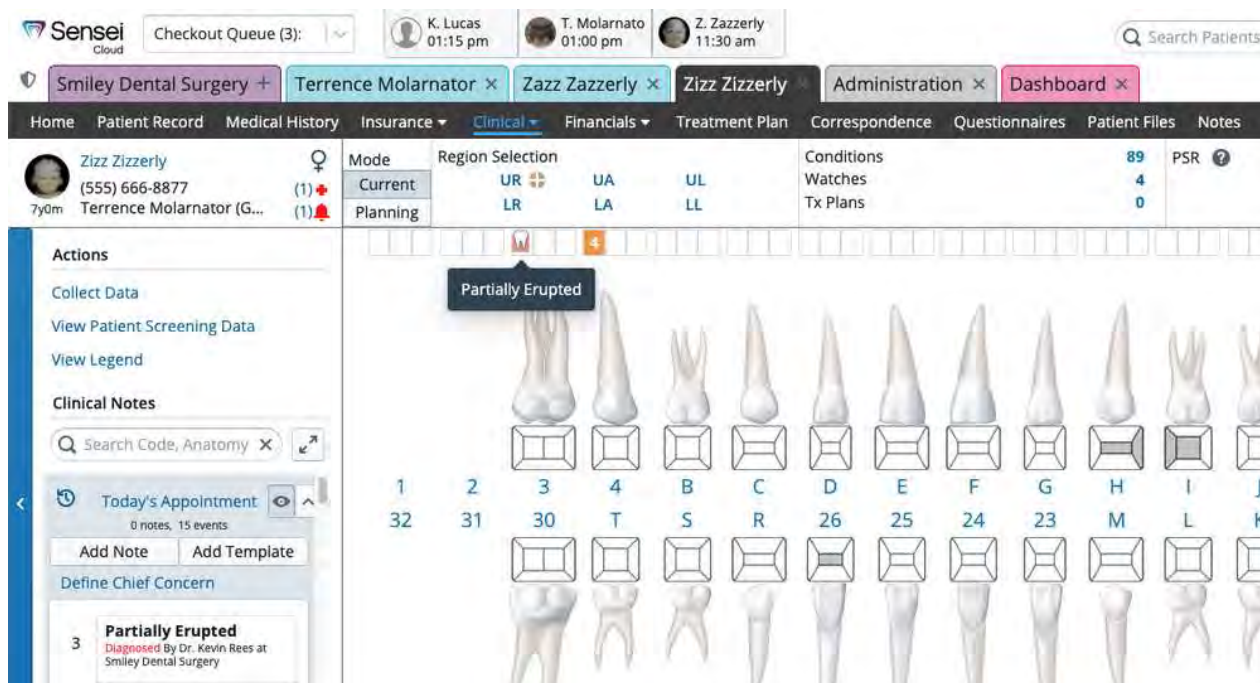 Sensei
Cloud
Checkout Queue (3):
K. Lucas
01:15 pm
T. Molarnato
01:00 pm
Z. Zazzerly
11:30 am
Search Patients
Smiley Dental Surgery +
Terrence Molarnator ×
Zazz Zazzerly ×
Zizz Zizzerly ×
Administration ×
Dashboard ×
Home Patient Record Medical History Insurance Clinical Financials Treatment Plan Correspondence Questionnaires Patient Files Notes
Zizz Zizzerly
(555) 666-8877 (1)
7y0m Terrence Molarnator (G... (1)
Mode
Current
Planning
Region Selection
UR UA UL
LR LA LL
Conditions 89
Watches 4
Tx Plans 0
PSR ?
4
Partially Erupted
Actions
Collect Data
View Patient Screening Data
View Legend
Clinical Notes
Search Code, Anatomy ×
Today's Appointment
0 notes, 15 events
Add Note Add Template
Define Chief Concern
3 Partially Erupted
Diagnosed By Dr. Kevin Rees at
Smiley Dental Surgery
1 2 3 4 B C D E F G H I
32 31 30 T S R 26 25 24 23 M L K